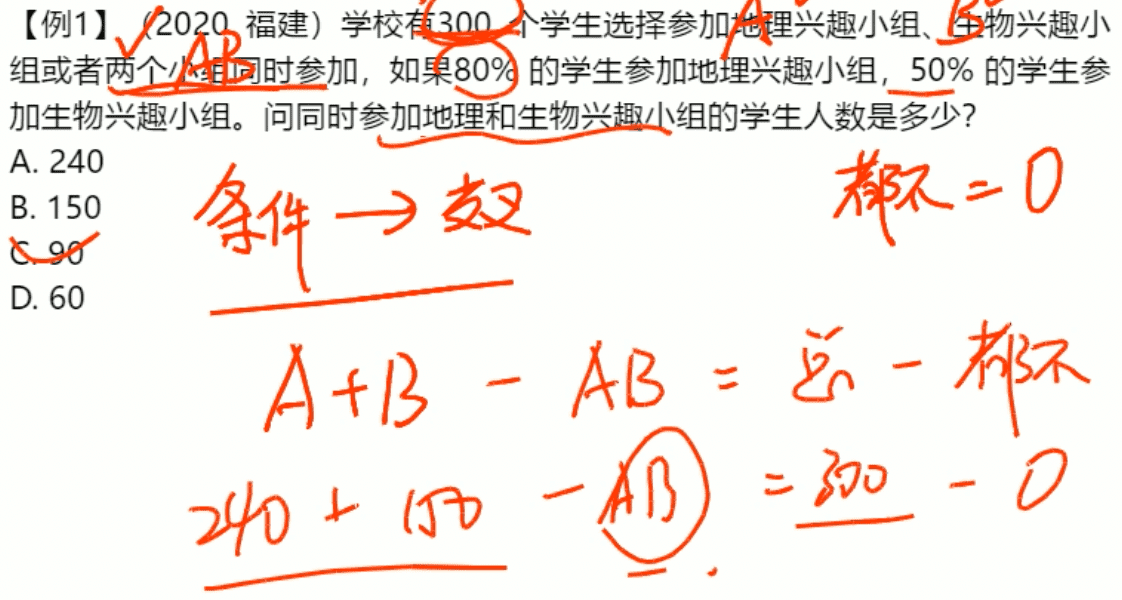 【例1】（2020 福建）学校有300 个学生选择参加地理兴趣小组、生物兴趣小
组或者两个小组同时参加，如果80% 的学生参加地理兴趣小组，50% 的学生参
加生物兴趣小组。问同时参加地理和生物兴趣小组的学生人数是多少？
A B
AB
A. 240
B. 150
C. 90
D. 60
条件 → 数
都不 = 0
A + B - AB = 总 - 都不
240 + 150 - AB = 300 - 0